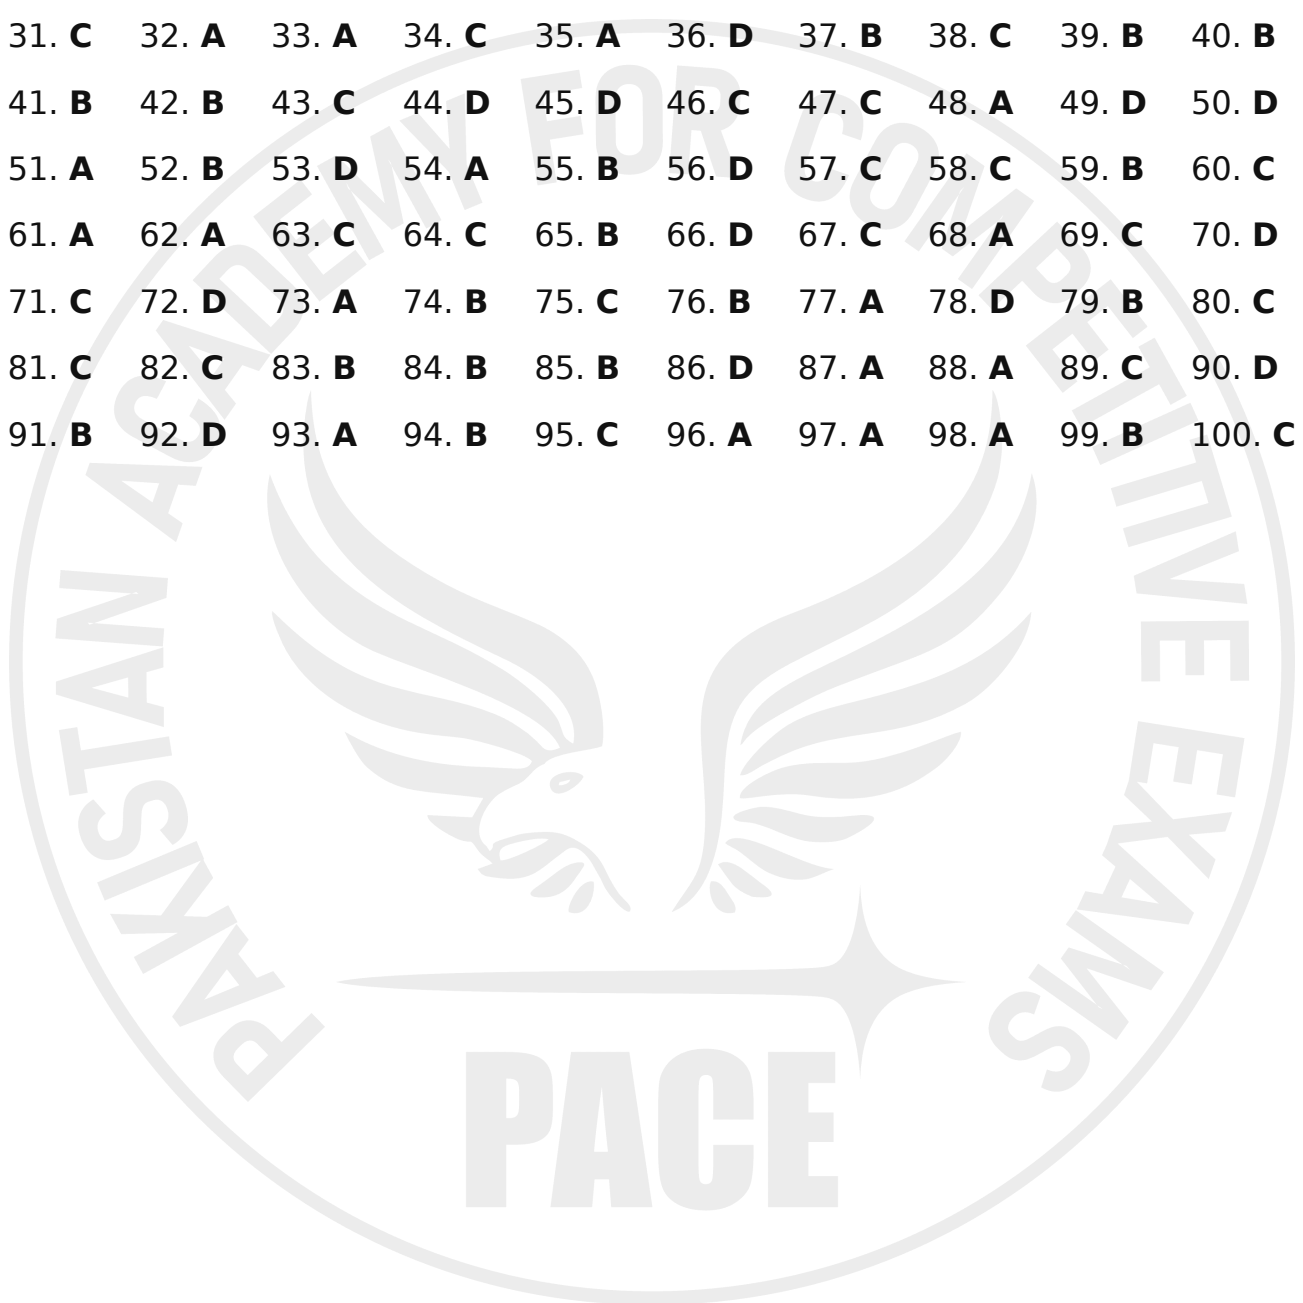 31. C 32. A 33. A 34. C 35. A 36. D 37. B 38. C 39. B 40. B
41. B 42. B 43. C 44. D 45. D 46. C 47. C 48. A 49. D 50. D
51. A 52. B 53. D 54. A 55. B 56. D 57. C 58. C 59. B 60. C
61. A 62. A 63. C 64. C 65. B 66. D 67. C 68. A 69. C 70. D
71. C 72. D 73. A 74. B 75. C 76. B 77. A 78. D 79. B 80. C
81. C 82. C 83. B 84. B 85. B 86. D 87. A 88. A 89. C 90. D
91. B 92. D 93. A 94. B 95. C 96. A 97. A 98. A 99. B 100. C
PAKISTAN ACADEMY FOR COMPETITIVE EXAMS
PACE